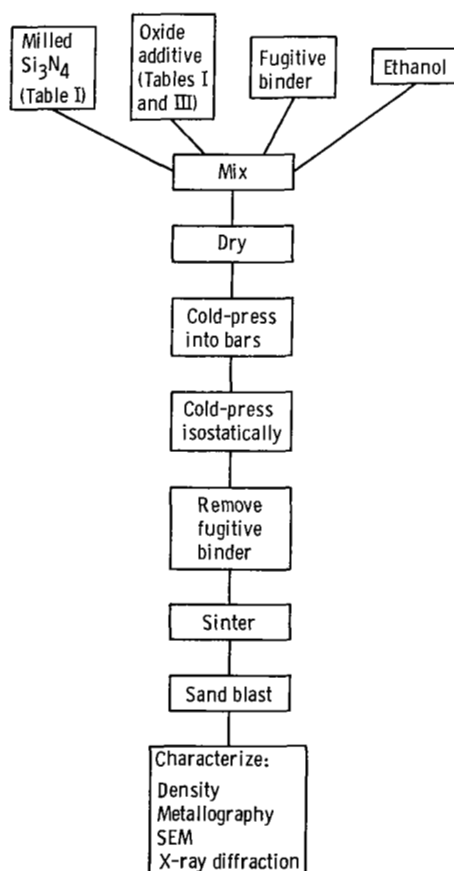 Milled
Si₃N₄
(Table I)
Oxide
additive
(Tables I
and III)
Fugitive
binder
Ethanol
Mix
Dry
Cold-press
into bars
Cold-press
isostatically
Remove
fugitive
binder
Sinter
Sand blast
Characterize:
Density
Metallography
SEM
X-ray diffraction